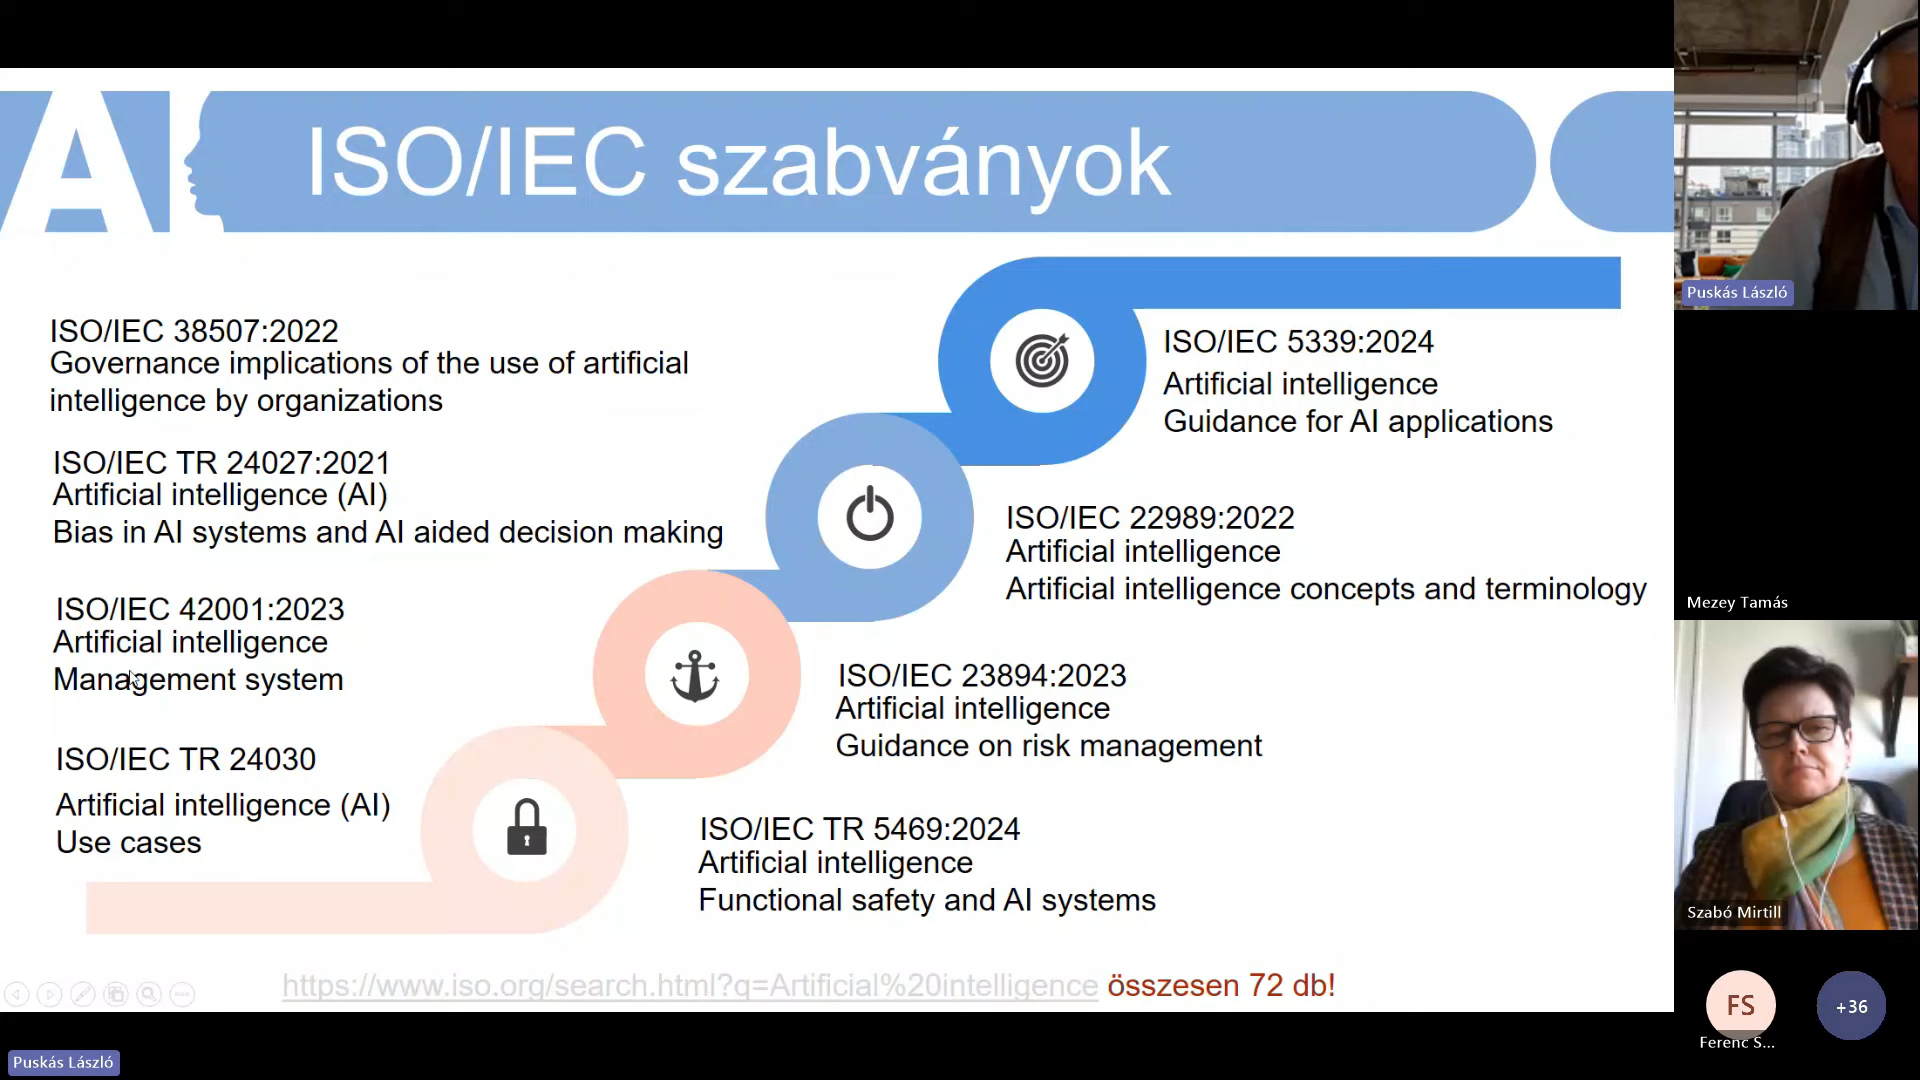 AI
ISO/IEC szabványok
ISO/IEC 38507:2022
Governance implications of the use of artificial
intelligence by organizations
ISO/IEC TR 24027:2021
Artificial intelligence (AI)
Bias in AI systems and AI aided decision making
ISO/IEC 42001:2023
Artificial intelligence
Management system
ISO/IEC TR 24030
Artificial intelligence (AI)
Use cases
ISO/IEC 5339:2024
Artificial intelligence
Guidance for AI applications
ISO/IEC 22989:2022
Artificial intelligence
Artificial intelligence concepts and terminology
ISO/IEC 23894:2023
Artificial intelligence
Guidance on risk management
ISO/IEC TR 5469:2024
Artificial intelligence
Functional safety and AI systems
https://www.iso.org/search.html?q=Artificial%20intelligence összesen 72 db!
Puskás László
Puskás László
Mezey Tamás
Szabó Mirtill
FS
Ferenc S...
+36